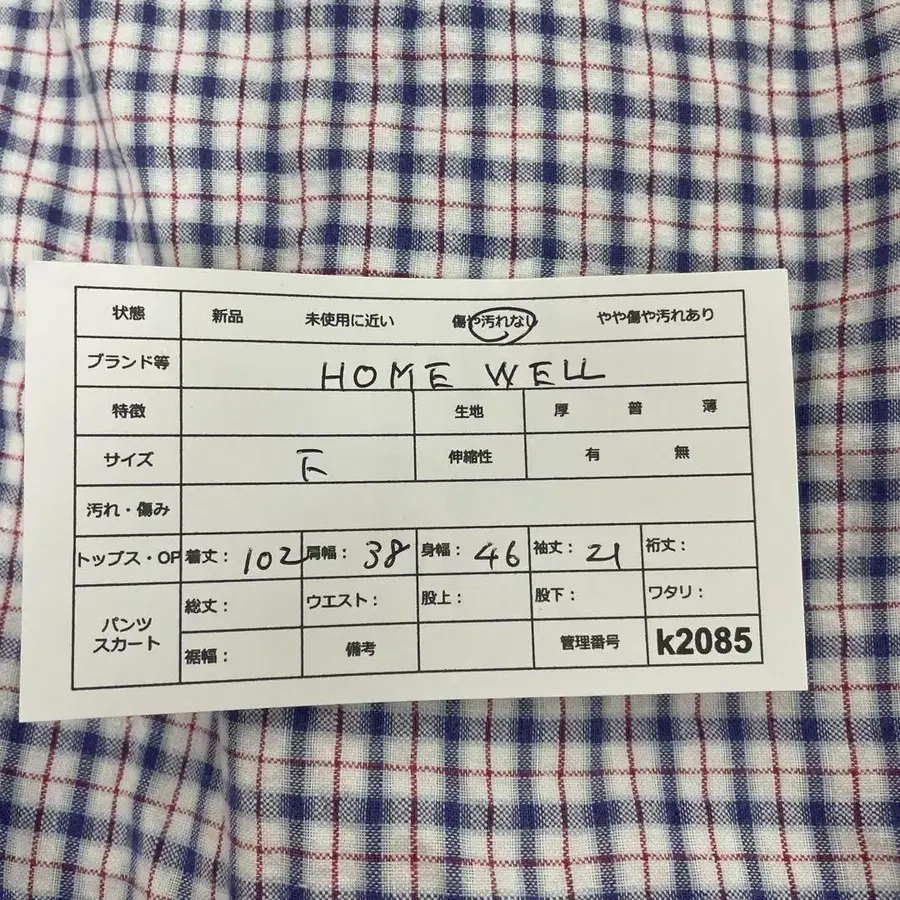 状態 新品 未使用に近い 傷や汚れなし やや傷や汚れあり
ブランド等 HOME WELL
特徴 生地 厚 普 薄
サイズ F 伸縮性 有 無
汚れ・傷み
トップス・OP 着丈： 102 肩幅： 38 身幅： 46 袖丈： 21 裄丈：
パンツ スカート 総丈： ウエスト： 股上： 股下： ワタリ：
裾幅： 備考 管理番号 k2085